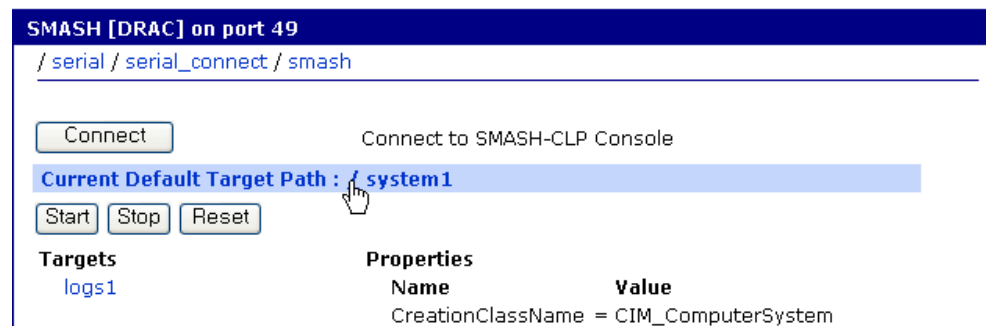 SMASH [DRAC] on port 49
/ serial / serial_connect / smash
Connect Connect to SMASH-CLP Console
Current Default Target Path : / system1
Start Stop Reset
Targets Properties
logs1 Name Value
CreationClassName = CIM_ComputerSystem